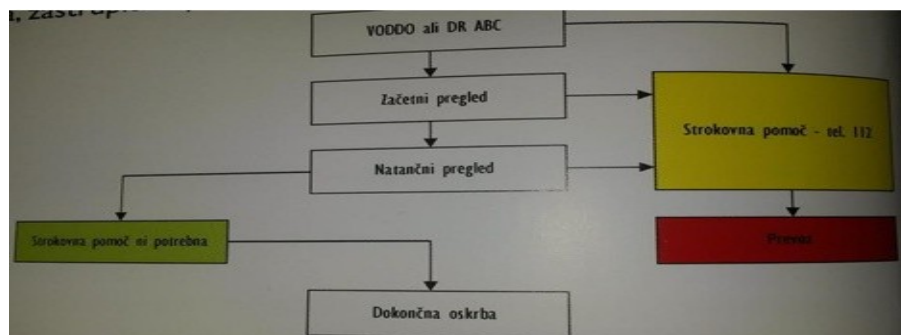 VODDO ali DR ABC
Začetni pregled
Strokovna pomoč - tel. 112
Natančni pregled
Strokovna pomoč ni potrebna
Prevoz
Dokončna oskrba